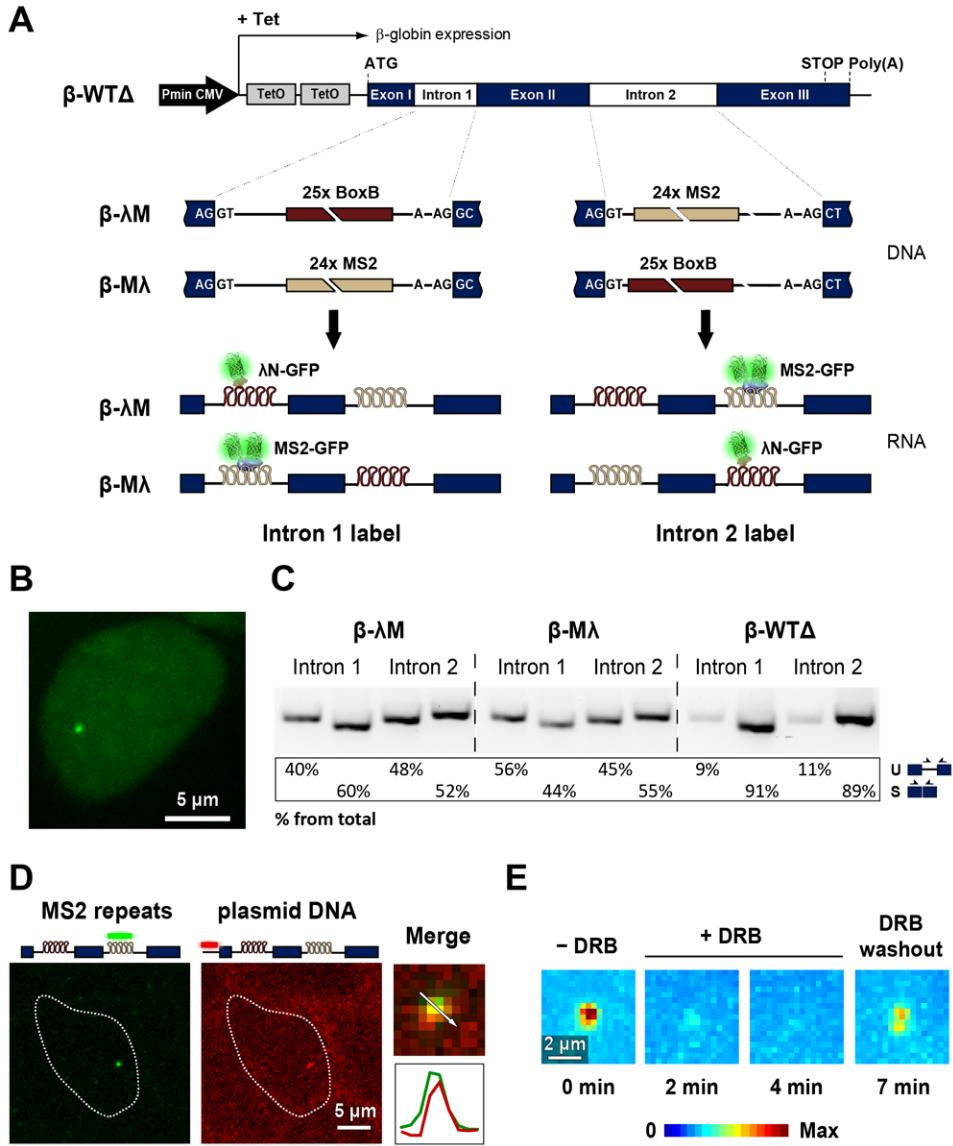 A
+ Tet
β-globin expression
ATG
STOP Poly(A)
β-WTΔ
Pmin CMV TetO TetO Exon I Intron 1 Exon II Intron 2 Exon III
25x BoxB 24x MS2
β-λM AG GT A–AG GC AG GT A–AG CT
DNA
24x MS2 25x BoxB
β-Mλ AG GT A–AG GC AG GT A–AG CT
λN-GFP MS2-GFP
β-λM
RNA
MS2-GFP λN-GFP
β-Mλ
Intron 1 label Intron 2 label
B
5 µm
C
β-λM β-Mλ β-WTΔ
Intron 1 Intron 2 Intron 1 Intron 2 Intron 1 Intron 2
40% 48% 56% 45% 9% 11% U
60% 52% 44% 55% 91% 89% S
% from total
D
MS2 repeats plasmid DNA
Merge
5 µm
E
– DRB + DRB DRB washout
2 µm
0 min 2 min 4 min 7 min
0 Max